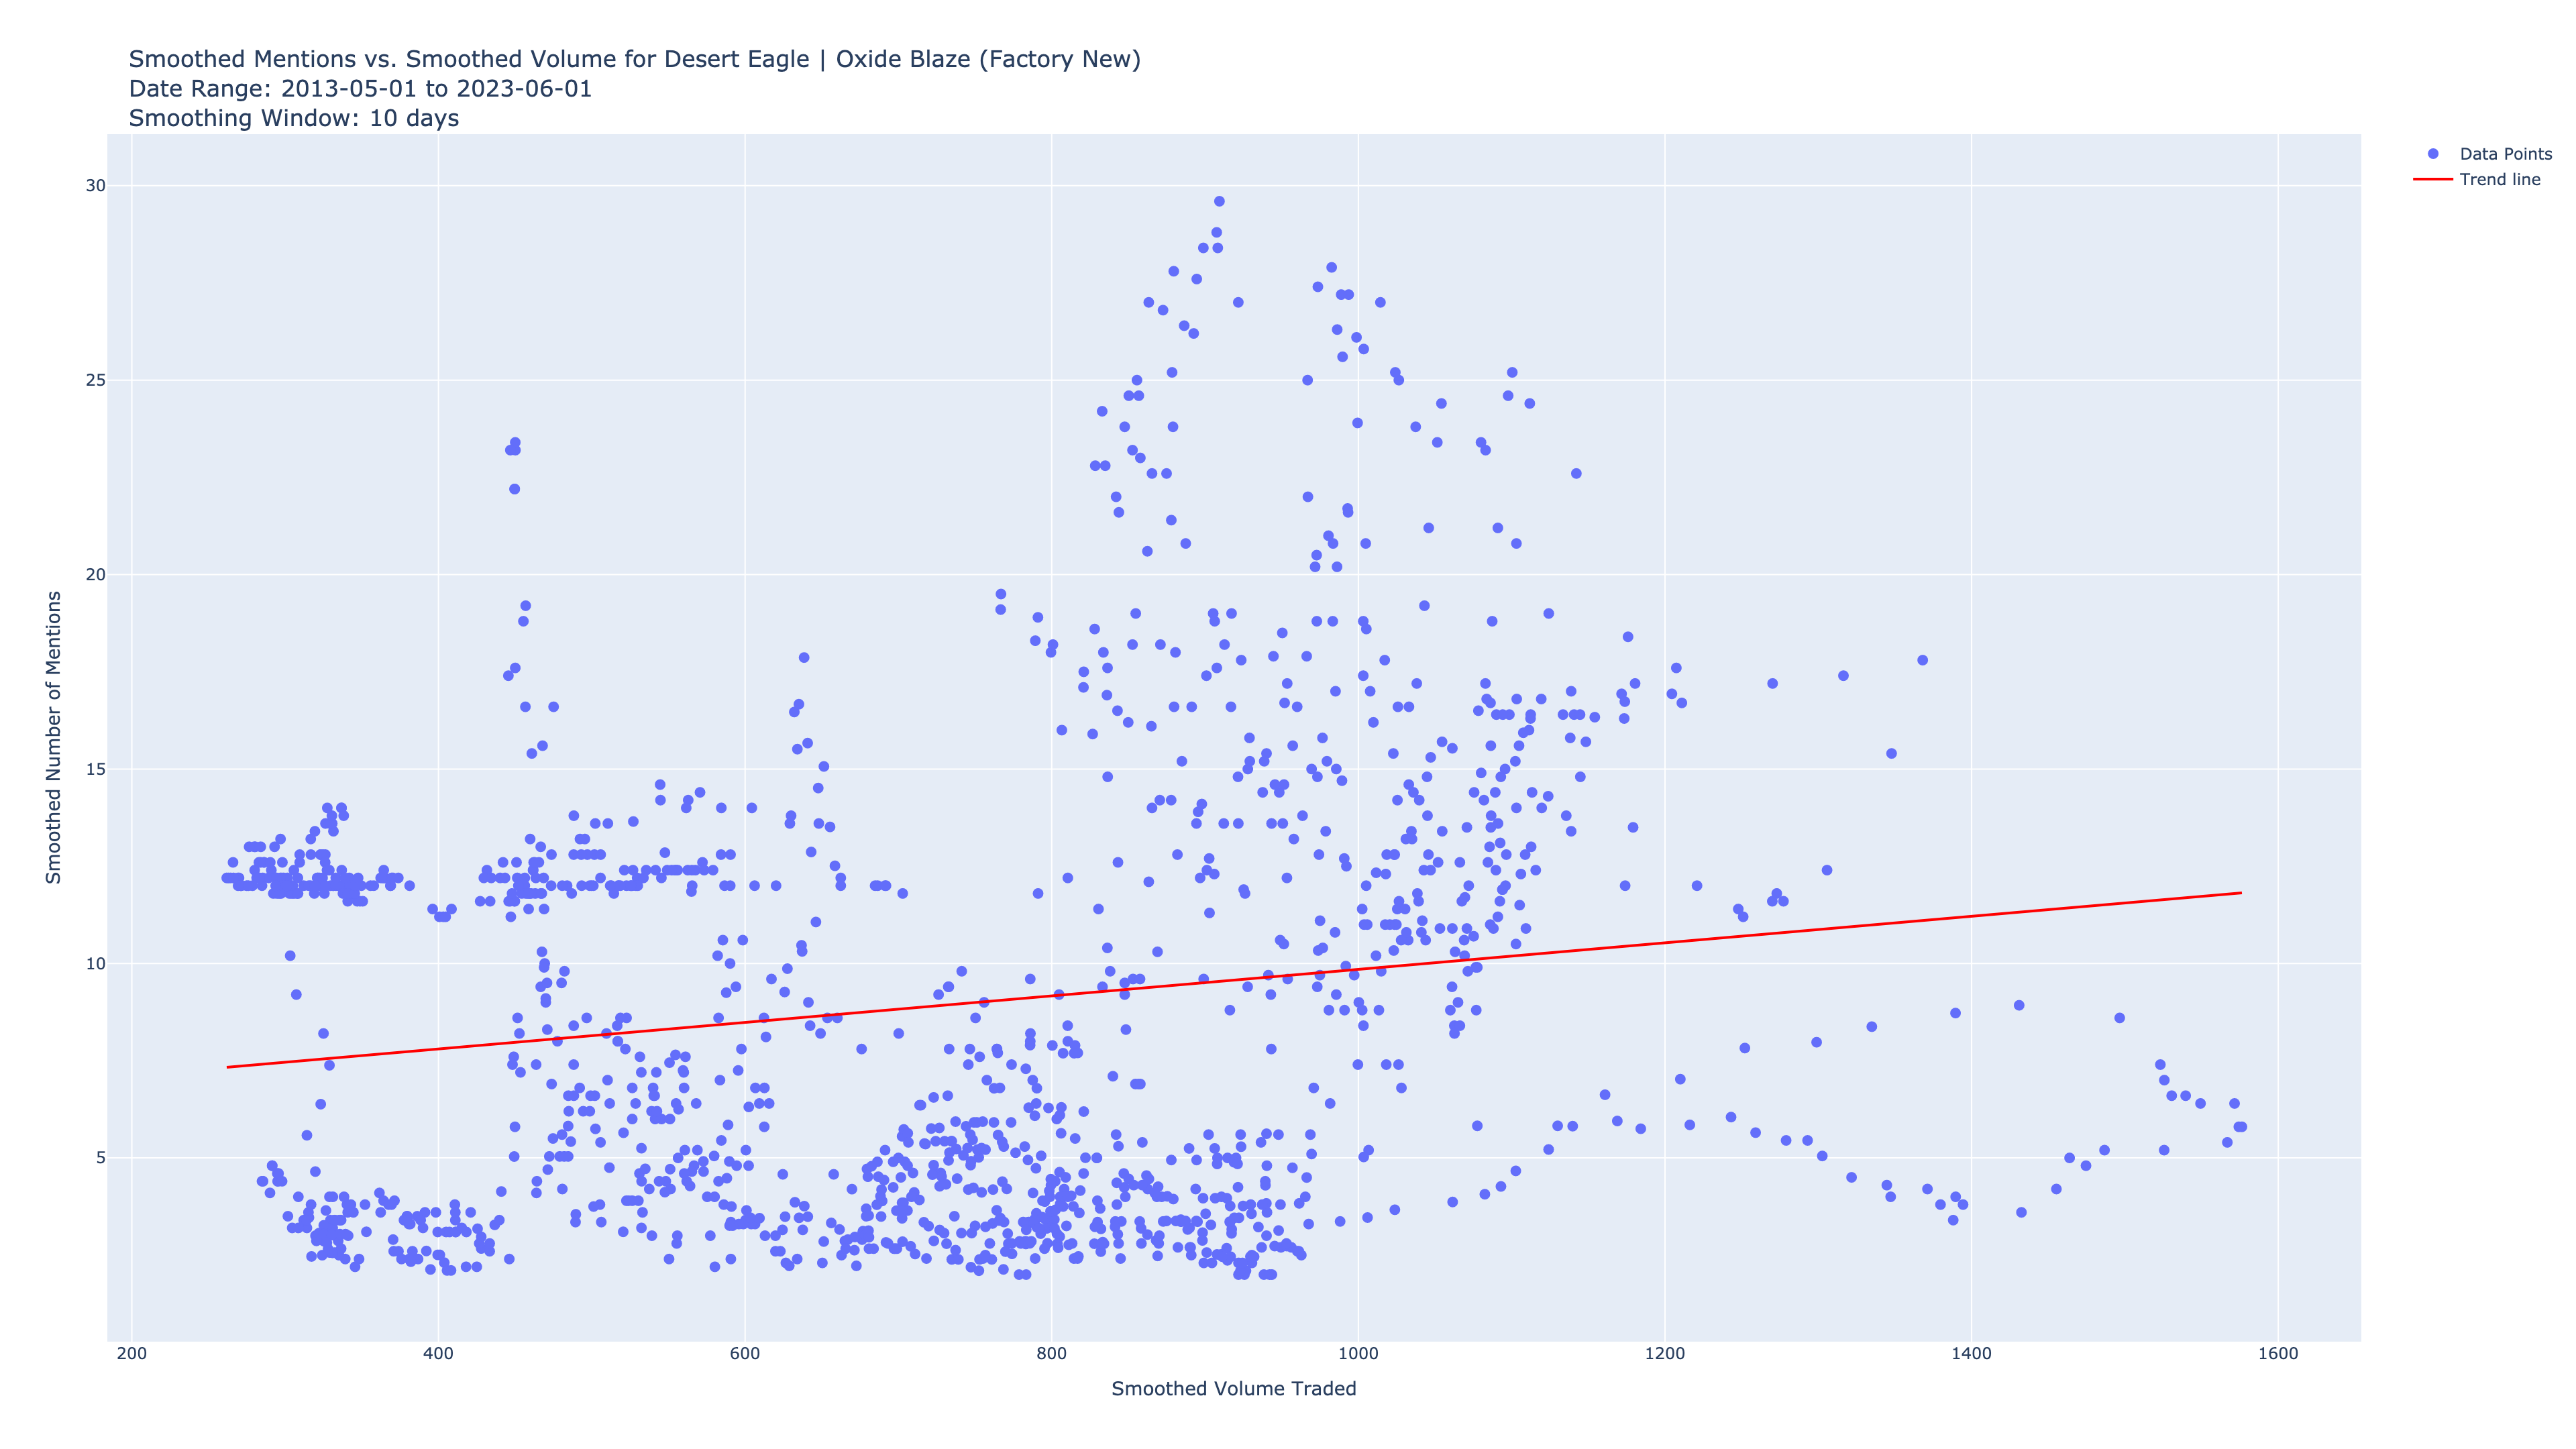 Smoothed Mentions vs. Smoothed Volume for Desert Eagle | Oxide Blaze (Factory New)
Date Range: 2013-05-01 to 2023-06-01
Smoothing Window: 10 days
Data Points
Trend line
30
25
20
15
10
5
Smoothed Number of Mentions
200
400
600
800
1000
1200
1400
1600
Smoothed Volume Traded